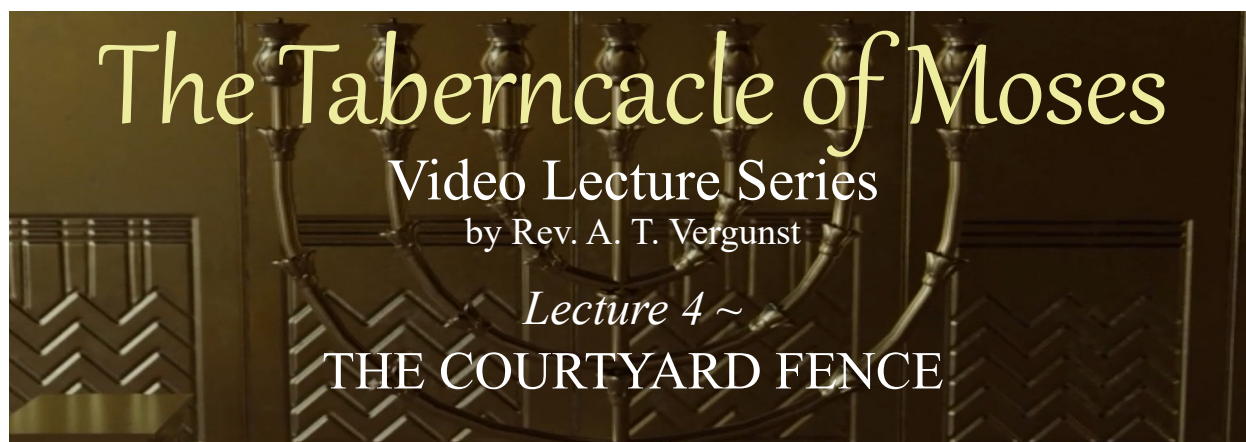 The Taberncacle of Moses
Video Lecture Series
by Rev. A. T. Vergunst
Lecture 4 ~
THE COURTYARD FENCE